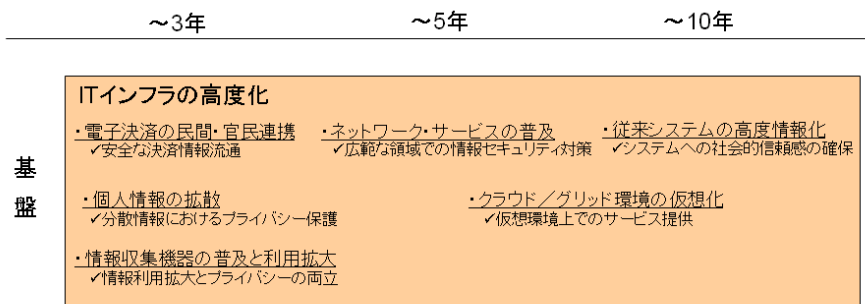 ～3年 ～5年 ～10年
ITインフラの高度化
・電子決済の民間・官民連携 ・ネットワーク・サービスの普及 ・従来システムの高度情報化
✓安全な決済情報流通 ✓広範な領域での情報セキュリティ対策 ✓システムへの社会的信頼感の確保
基盤
・個人情報の拡散 ・クラウド／グリッド環境の仮想化
✓分散情報におけるプライバシー保護 ✓仮想環境上でのサービス提供
・情報収集機器の普及と利用拡大
✓情報利用拡大とプライバシーの両立